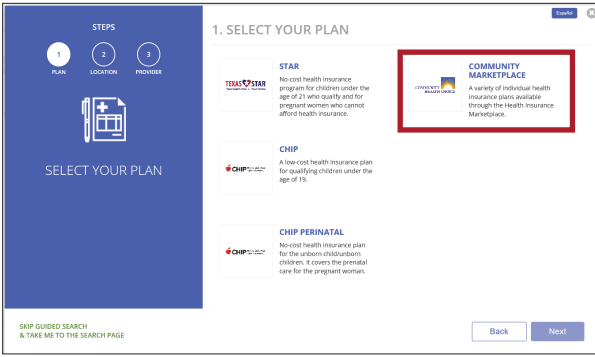 STEPS
1
2
3
PLAN
LOCATION
PROVIDER
SELECT YOUR PLAN
SKIP GUIDED SEARCH
& TAKE ME TO THE SEARCH PAGE
Español
1. SELECT YOUR PLAN
TEXAS STAR
STAR
No-cost health insurance
program for children under the
age of 21 who qualify and for
pregnant women who cannot
afford health insurance.
COMMUNITY
HEALTH CHOICE
COMMUNITY
MARKETPLACE
A variety of individual health
insurance plans available
through the Health Insurance
Marketplace.
CHIP
CHIP
A low-cost health insurance plan
for qualifying children under the
age of 19.
CHIP
CHIP PERINATAL
No-cost health insurance plan
for the unborn child/unborn
children. It covers the prenatal
care for the pregnant woman.
Back
Next